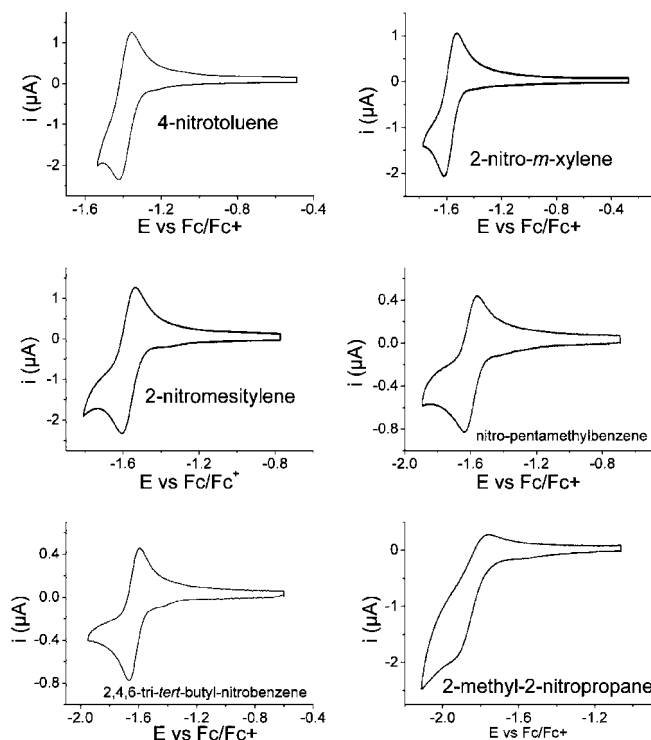 1
0
-1
-2
i (µA)
4-nitrotoluene
-1.6
-1.2
-0.8
-0.4
E vs Fc/Fc+
1
0
-1
-2
i (µA)
2-nitro-m-xylene
-1.6
-1.2
-0.8
-0.4
E vs Fc/Fc+
1
0
-1
-2
i (µA)
2-nitromesitylene
-1.6
-1.2
-0.8
E vs Fc/Fc+
0.4
0.0
-0.4
-0.8
i (µA)
nitro-pentamethylbenzene
-2.0
-1.6
-1.2
-0.8
E vs Fc/Fc+
0.4
0.0
-0.4
-0.8
i (µA)
2,4,6-tri-tert-butyl-nitrobenzene
-2.0
-1.6
-1.2
-0.8
E vs Fc/Fc+
0
-1
-2
i (µA)
2-methyl-2-nitropropane
-2.0
-1.6
-1.2
E vs Fc/Fc+